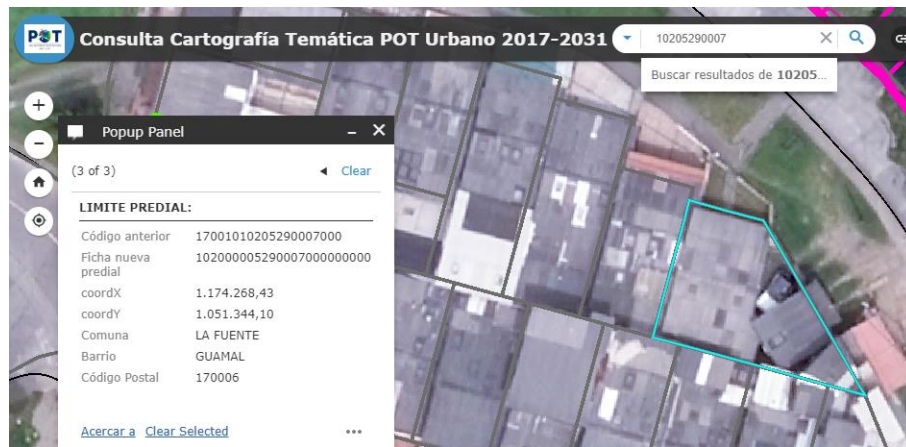 POT
Consulta Cartografía Temática POT Urbano 2017-2031
10205290007
Buscar resultados de 10205...
Popup Panel
(3 of 3)
Clear
LIMITE PREDIAL:
Código anterior 17001010205290007000
Ficha nueva 102000005290007000000000
predial
coordX 1.174.268,43
coordY 1.051.344,10
Comuna LA FUENTE
Barrio GUAMAL
Código Postal 170006
Acercar a Clear Selected